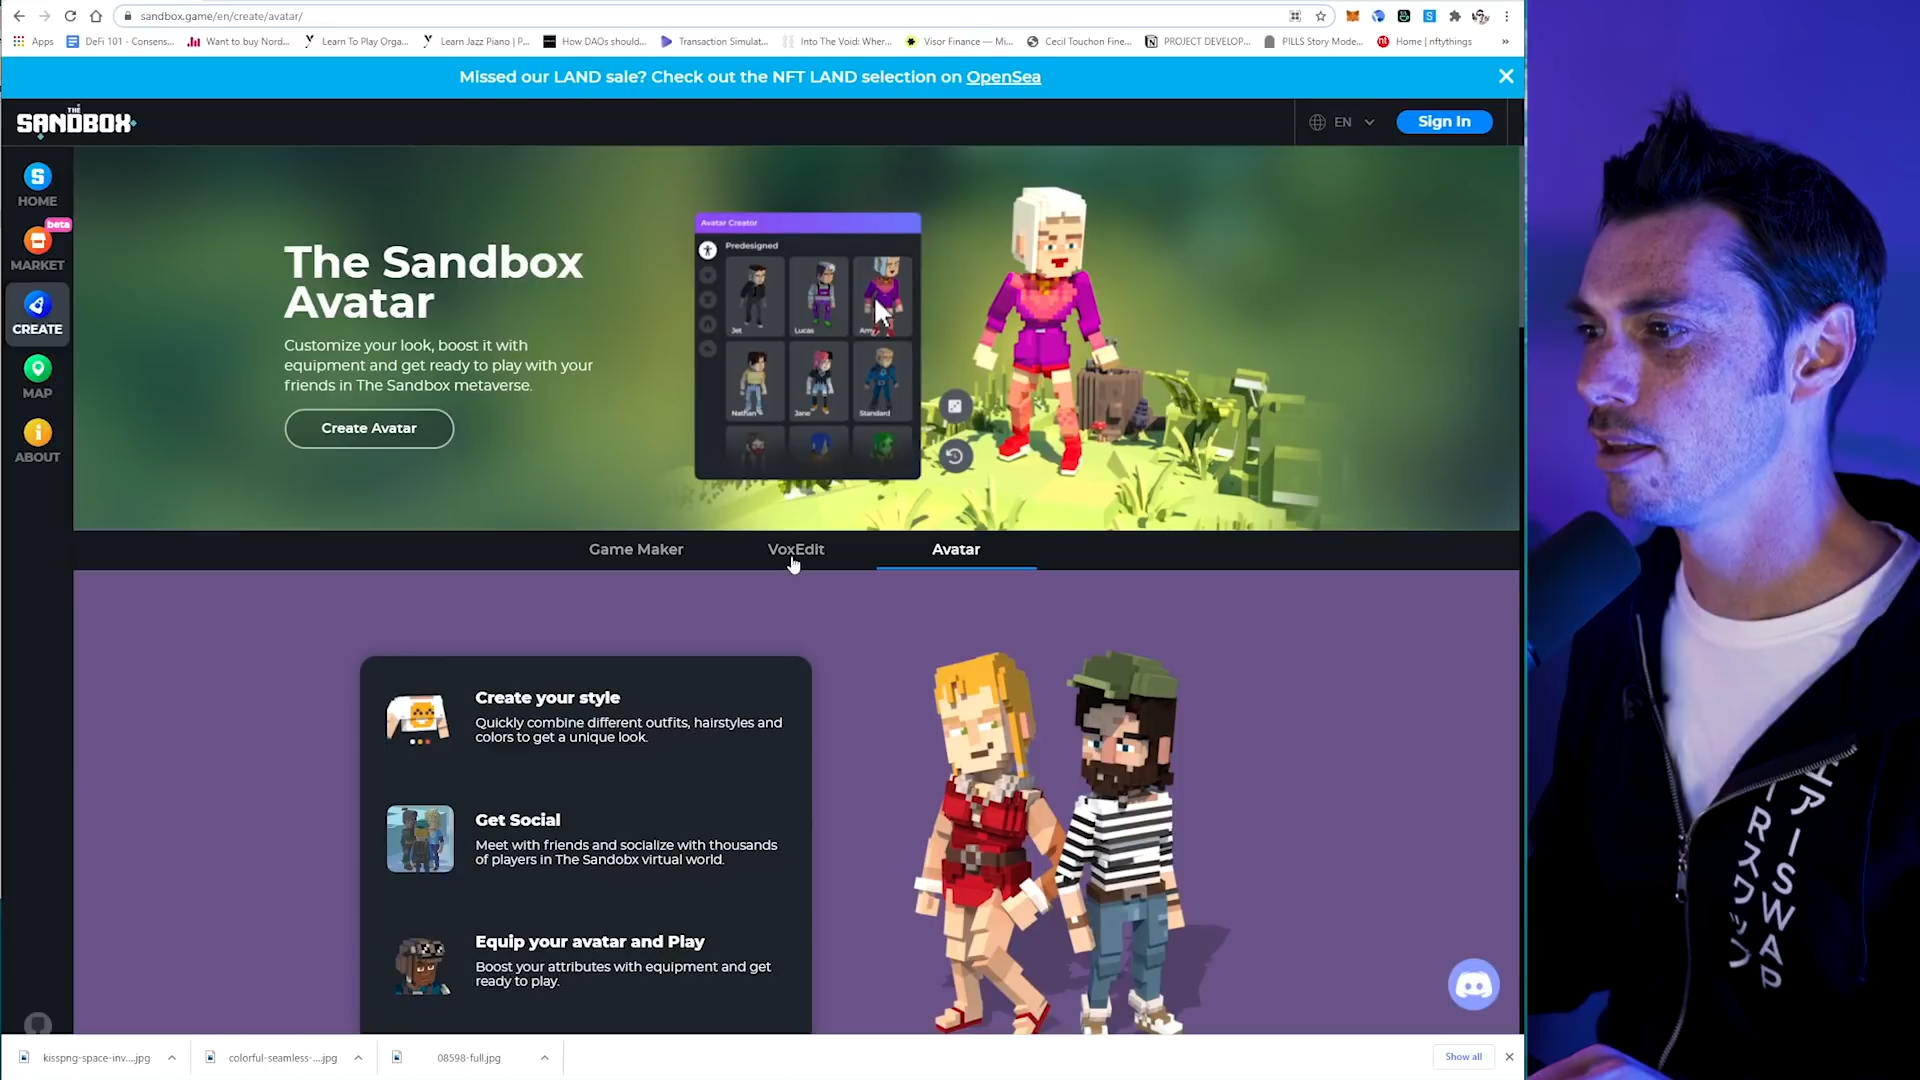 sandbox.game/en/create/avatar/
Apps
DeFi 101 - Consens...
Want to buy Nord...
Learn To Play Orga...
Learn Jazz Piano | P...
How DAOs should...
Transaction Simulat...
Into The Void: Wher...
Visor Finance — Mi...
Cecil Touchon Fine...
PROJECT DEVELOP...
PILLS Story Mode...
Home | nftythings
»
Missed our LAND sale? Check out the NFT LAND selection on OpenSea
THE
SANDBOX
EN
Sign In
HOME
beta
MARKET
CREATE
MAP
ABOUT
The Sandbox
Avatar
Customize your look, boost it with
equipment and get ready to play with your
friends in The Sandbox metaverse.
Create Avatar
Avatar Creator
Predesigned
Jet
Lucas
Nathan
Jane
Standard
Game Maker
VoxEdit
Avatar
Create your style
Quickly combine different outfits, hairstyles and
colors to get a unique look.
Get Social
Meet with friends and socialize with thousands
of players in The Sandobx virtual world.
Equip your avatar and Play
Boost your attributes with equipment and get
ready to play.
kisspng-space-inv....jpg
colorful-seamless-....jpg
08598-full.jpg
Show all